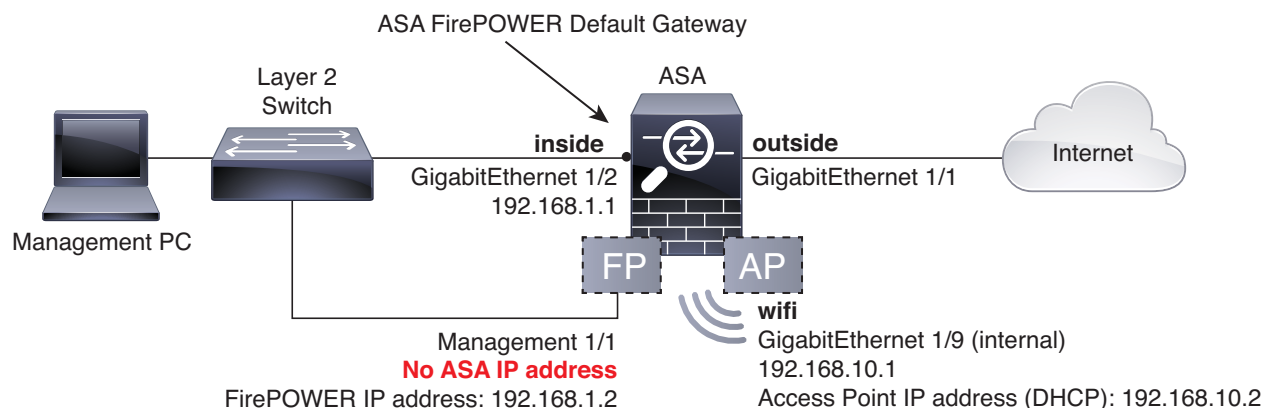 ASA FirePOWER Default Gateway
Layer 2
Switch
ASA
inside
outside
Internet
GigabitEthernet 1/2
192.168.1.1
GigabitEthernet 1/1
Management PC
FP
AP
wifi
Management 1/1
No ASA IP address
FirePOWER IP address: 192.168.1.2
GigabitEthernet 1/9 (internal)
192.168.10.1
Access Point IP address (DHCP): 192.168.10.2